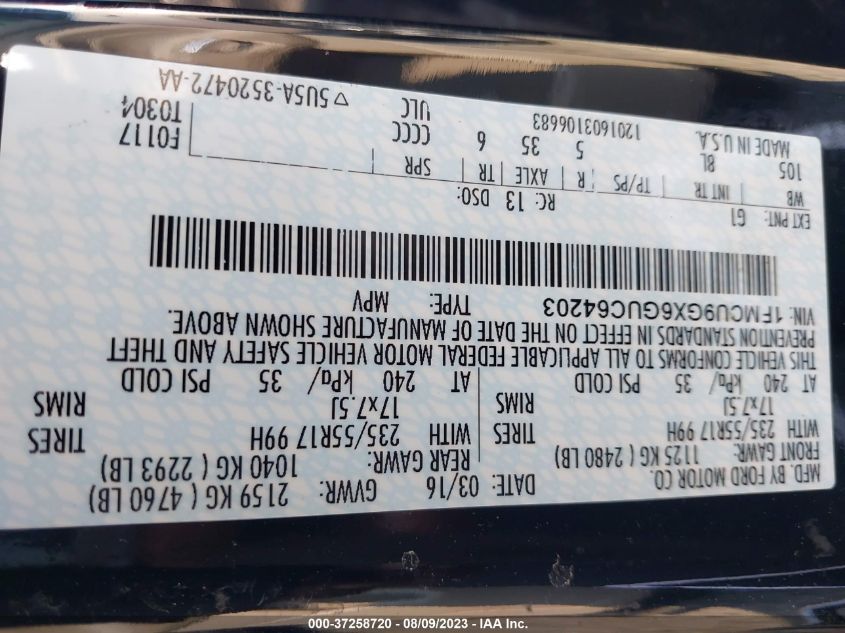 MFD. BY FORD MOTOR CO.
DATE: 03/16 GVWR: 2159 KG ( 4760 LB)
FRONT GAWR: 1125 KG ( 2480 LB) REAR GAWR: 1040 KG ( 2293 LB)
WITH 235/55R17 99H TIRES WITH 235/55R17 99H TIRES
17x7.5J RIMS 17x7.5J RIMS
AT 240 kPa/ 35 PSI COLD AT 240 kPa/ 35 PSI COLD
THIS VEHICLE CONFORMS TO ALL APPLICABLE FEDERAL MOTOR VEHICLE SAFETY AND THEFT
PREVENTION STANDARDS IN EFFECT ON THE DATE OF MANUFACTURE SHOWN ABOVE.
VIN: 1FMCU9GX6GUC64203 TYPE: MPV
EXT PNT: G1 RC: 13 DSO:
WB INT TR TP/PS R AXLE TR SPR
105 8L 5 35 6 CCCC F0117
MADE IN U.S.A. T0304
1201603106683 ULC
▽ 5U5A-3520472-AA
000-37258720 - 08/09/2023 - IAA Inc.